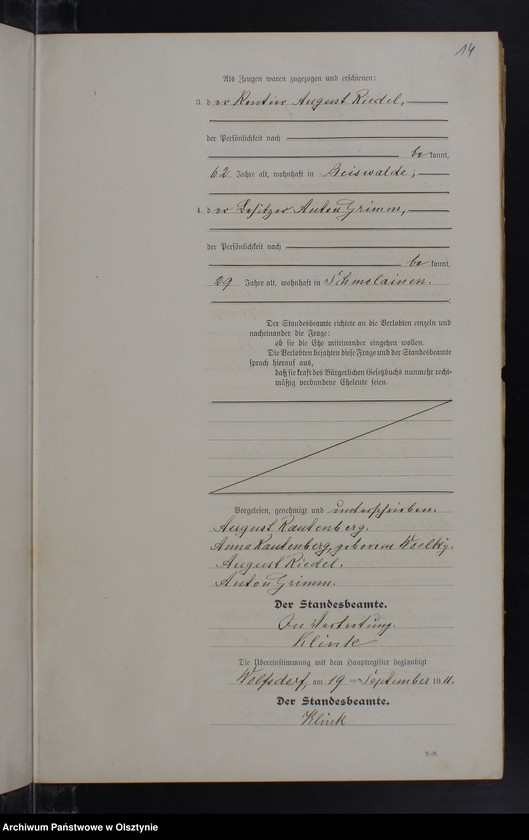 14
Als Zeugen waren zugezogen und erschienen:
3. der Rentier August Riedel,
der Persönlichkeit nach
bekannt,
62 Jahre alt, wohnhaft in Beiswalde;
4. der Besitzer Anton Grimm,
der Persönlichkeit nach
bekannt,
29 Jahre alt, wohnhaft in Schmolainen.
Der Standesbeamte richtete an die Verlobten einzeln und
nacheinander die Frage:
ob sie die Ehe miteinander eingehen wollen.
Die Verlobten bejahten diese Frage und der Standesbeamte
sprach hierauf aus,
daß sie kraft des Bürgerlichen Gesetzbuchs nunmehr recht-
mäßig verbundene Eheleute seien.
Vorgelesen, genehmigt und unterschrieben.
August Rautenberg.
Anna Rautenberg, geborene
August Riedel.
Anton Grimm.
Der Standesbeamte.
In Vertretung.
Klink
Die Übereinstimmung mit dem Hauptregister beglaubigt
Wolfsdorf, am 19 September 1911.
Der Standesbeamte.
Klink
Archiwum Państwowe w Olsztynie